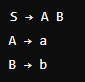 S → A B
A → a
B → b